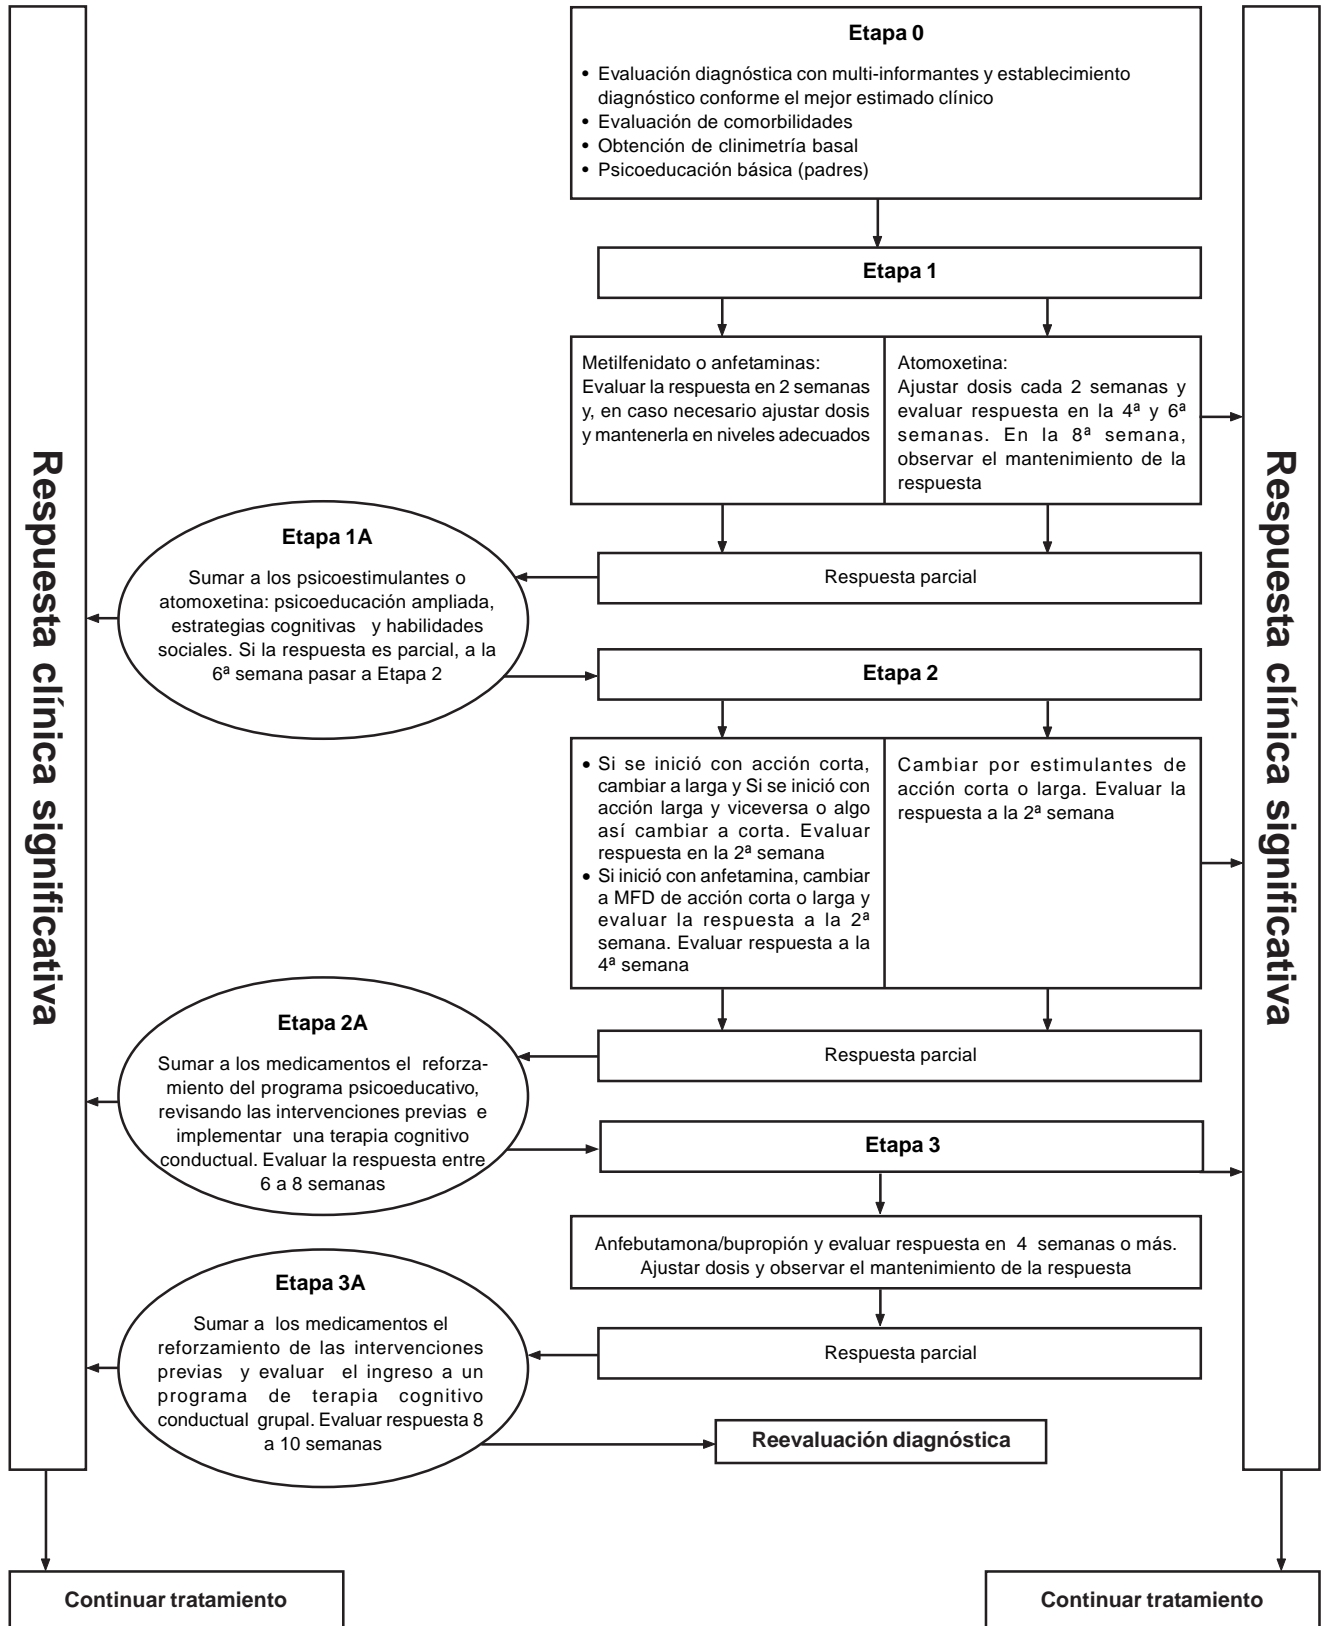 Etapa 0
• Evaluación diagnóstica con multi-informantes y establecimiento
diagnóstico conforme el mejor estimado clínico
• Evaluación de comorbilidades
• Obtención de clinimetría basal
• Psicoeducación básica (padres)
Etapa 1
Metilfenidato o anfetaminas:
Evaluar la respuesta en 2 semanas
y, en caso necesario ajustar dosis
y mantenerla en niveles adecuados
Atomoxetina:
Ajustar dosis cada 2 semanas y
evaluar respuesta en la 4ª y 6ª
semanas. En la 8ª semana,
observar el mantenimiento de la
respuesta
Respuesta parcial
Etapa 1A
Sumar a los psicoestimulantes o
atomoxetina: psicoeducación ampliada,
estrategias cognitivas y habilidades
sociales. Si la respuesta es parcial, a la
6ª semana pasar a Etapa 2
Etapa 2
• Si se inició con acción corta,
cambiar a larga y Si se inició con
acción larga y viceversa o algo
así cambiar a corta. Evaluar
respuesta en la 2ª semana
• Si inició con anfetamina, cambiar
a MFD de acción corta o larga y
evaluar la respuesta a la 2ª
semana. Evaluar respuesta a la
4ª semana
Cambiar por estimulantes de
acción corta o larga. Evaluar la
respuesta a la 2ª semana
Respuesta parcial
Etapa 2A
Sumar a los medicamentos el reforza-
miento del programa psicoeducativo,
revisando las intervenciones previas e
implementar una terapia cognitivo
conductual. Evaluar la respuesta entre
6 a 8 semanas
Etapa 3
Anfebutamona/bupropión y evaluar respuesta en 4 semanas o más.
Ajustar dosis y observar el mantenimiento de la respuesta
Respuesta parcial
Etapa 3A
Sumar a los medicamentos el
reforzamiento de las intervenciones
previas y evaluar el ingreso a un
programa de terapia cognitivo
conductual grupal. Evaluar respuesta 8
a 10 semanas
Reevaluación diagnóstica
Respuesta clínica significativa
Respuesta clínica significativa
Continuar tratamiento
Continuar tratamiento